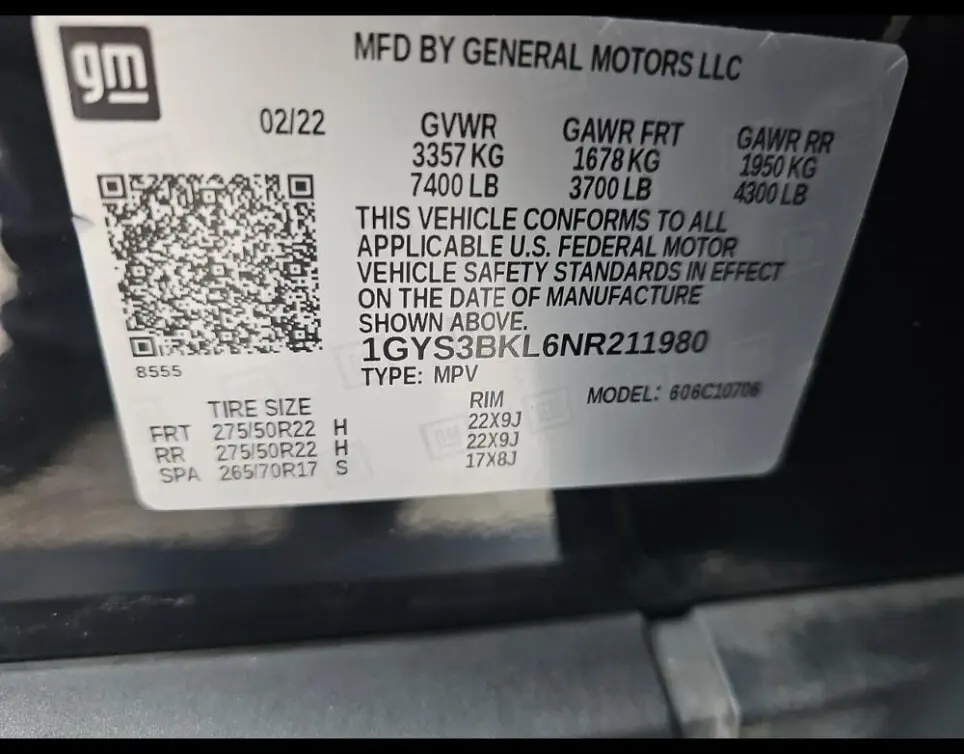 gm
MFD BY GENERAL MOTORS LLC
02/22
GVWR GAWR FRT GAWR RR
3357 KG 1678 KG 1950 KG
7400 LB 3700 LB 4300 LB
THIS VEHICLE CONFORMS TO ALL
APPLICABLE U.S. FEDERAL MOTOR
VEHICLE SAFETY STANDARDS IN EFFECT
ON THE DATE OF MANUFACTURE
SHOWN ABOVE.
1GYS3BKL6NR211980
8555
TYPE: MPV
MODEL: 606C10706
TIRE SIZE RIM
FRT 275/50R22 H 22X9J
RR 275/50R22 H 22X9J
SPA 265/70R17 S 17X8J